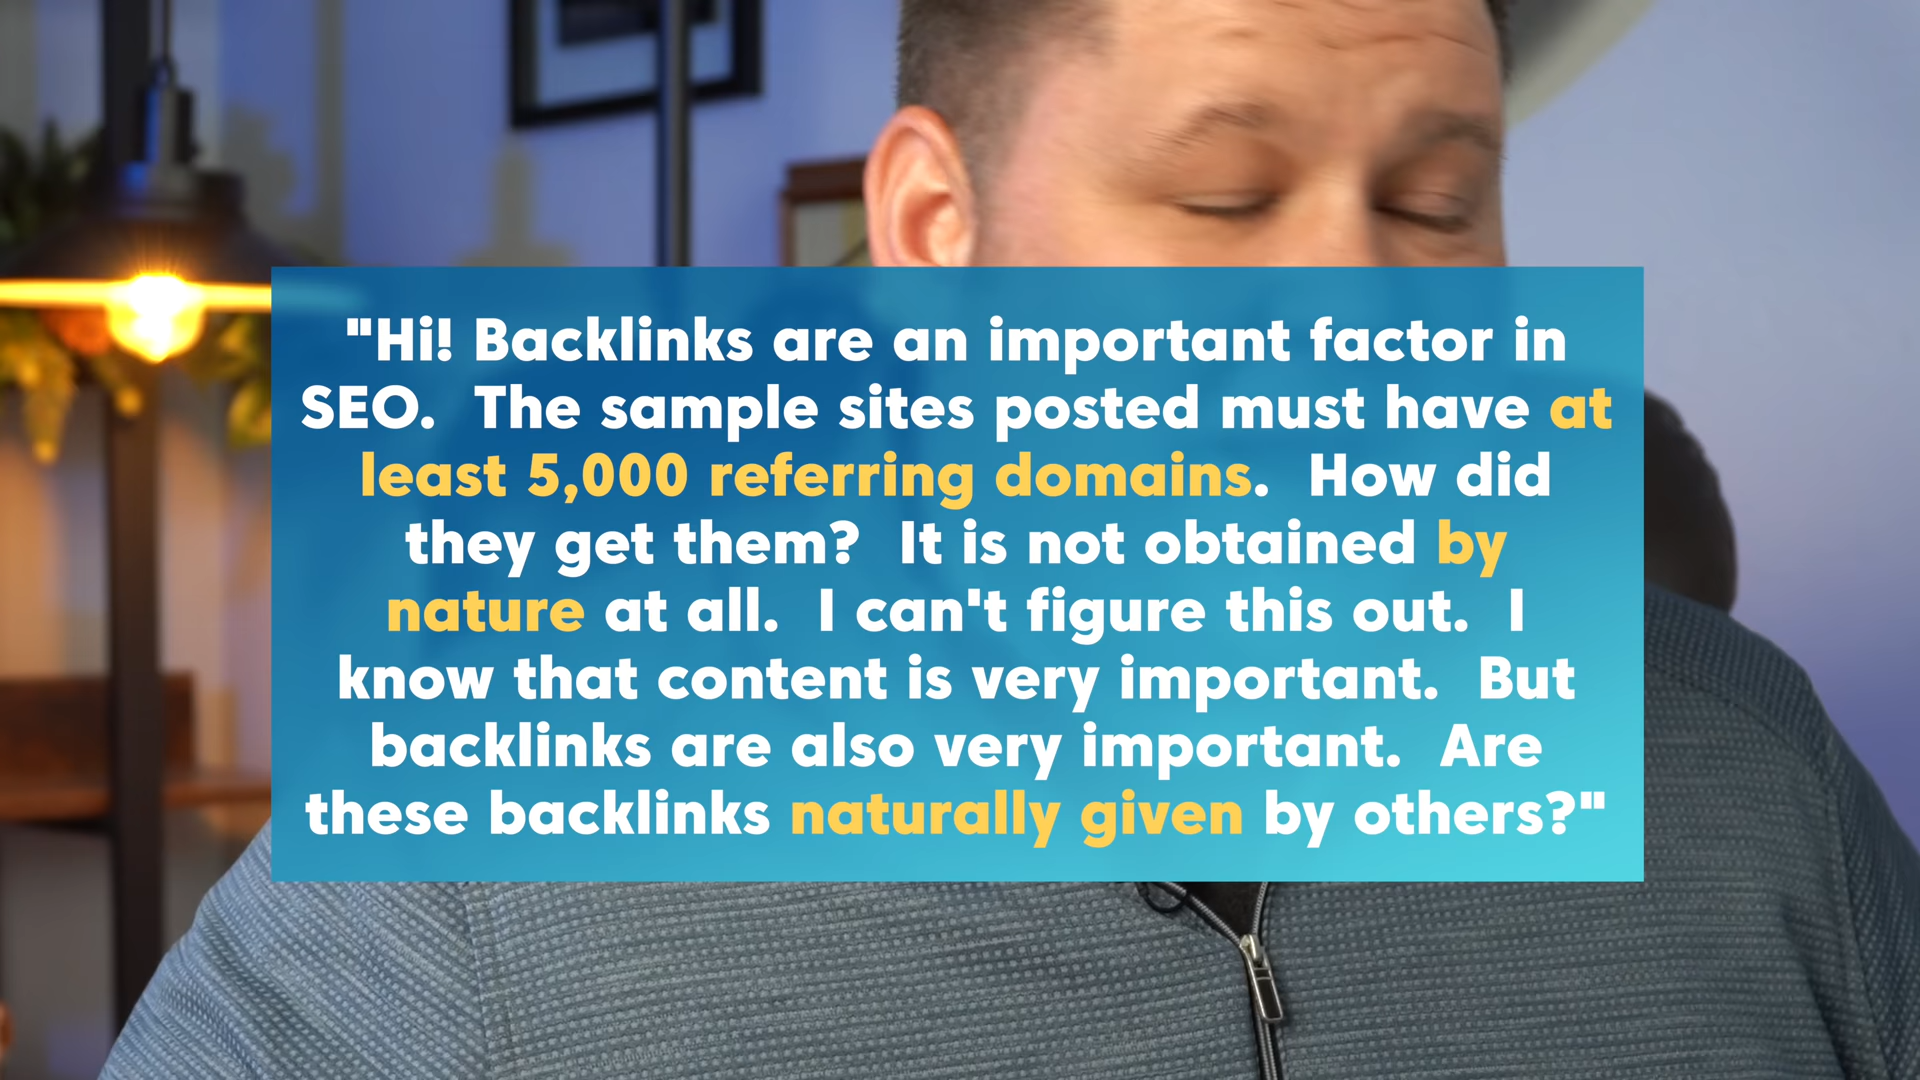 "Hi! Backlinks are an important factor in
SEO.  The sample sites posted must have at
least 5,000 referring domains.  How did
they get them?  It is not obtained by
nature at all.  I can't figure this out.  I
know that content is very important.  But
backlinks are also very important.  Are
these backlinks naturally given by others?"